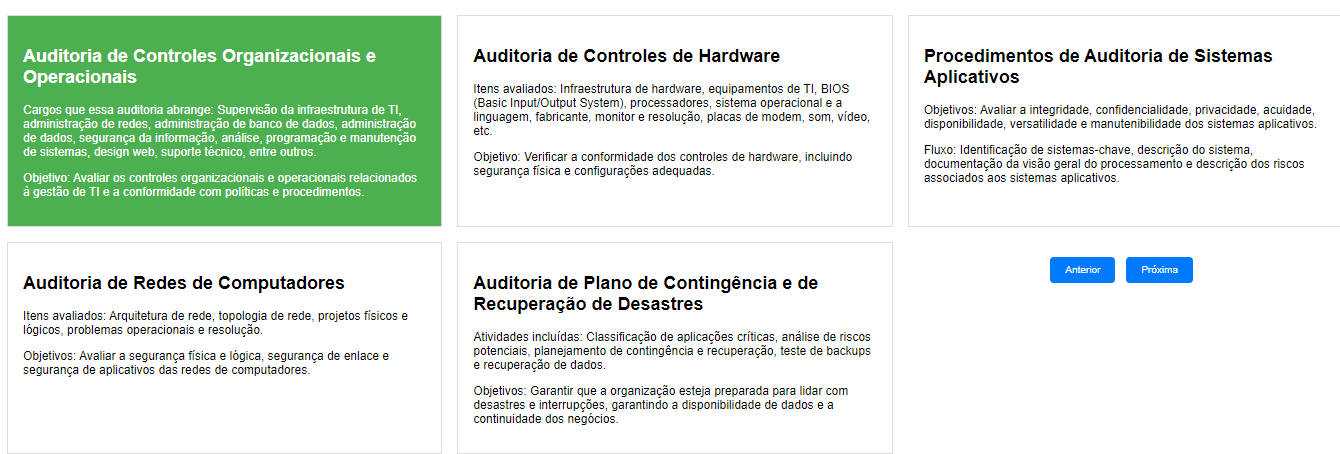 Auditoria de Controles Organizacionais e
Operacionais
Cargos que essa auditoria abrange: Supervisão da infraestrutura de TI,
administração de redes, administração de banco de dados, administração
de dados, segurança da informação, análise, programação e manutenção
de sistemas, design web, suporte técnico, entre outros.
Objetivo: Avaliar os controles organizacionais e operacionais relacionados
à gestão de TI e a conformidade com políticas e procedimentos.
Auditoria de Controles de Hardware
Itens avaliados: Infraestrutura de hardware, equipamentos de TI, BIOS
(Basic Input/Output System), processadores, sistema operacional e a
linguagem, fabricante, monitor e resolução, placas de modem, som, vídeo,
etc.
Objetivo: Verificar a conformidade dos controles de hardware, incluindo
segurança física e configurações adequadas.
Procedimentos de Auditoria de Sistemas
Aplicativos
Objetivos: Avaliar a integridade, confidencialidade, privacidade, acuidade,
disponibilidade, versatilidade e manutenibilidade dos sistemas aplicativos.
Fluxo: Identificação de sistemas-chave, descrição do sistema,
documentação da visão geral do processamento e descrição dos riscos
associados aos sistemas aplicativos.
Auditoria de Redes de Computadores
Itens avaliados: Arquitetura de rede, topologia de rede, projetos físicos e
lógicos, problemas operacionais e resolução.
Objetivos: Avaliar a segurança física e lógica, segurança de enlace e
segurança de aplicativos das redes de computadores.
Auditoria de Plano de Contingência e de
Recuperação de Desastres
Atividades incluídas: Classificação de aplicações críticas, análise de riscos
potenciais, planejamento de contingência e recuperação, teste de backups
e recuperação de dados.
Objetivos: Garantir que a organização esteja preparada para lidar com
desastres e interrupções, garantindo a disponibilidade de dados e a
continuidade dos negócios.
Anterior
Próxima